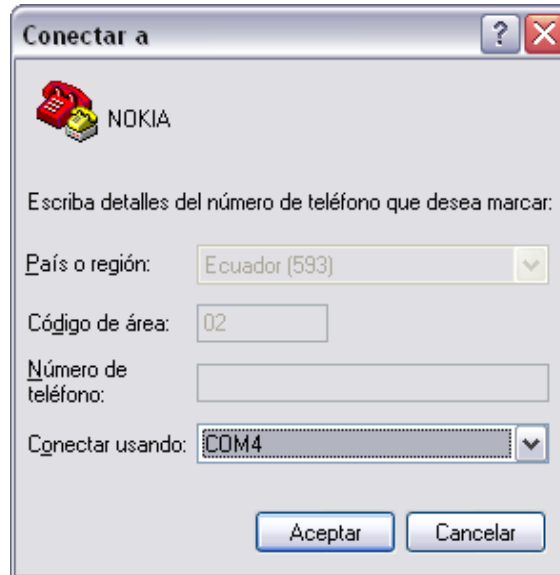 Conectar a
NOKIA
Escriba detalles del número de teléfono que desea marcar:
País o región: Ecuador (593)
Código de área: 02
Número de
teléfono:
Conectar usando: COM4
Aceptar Cancelar